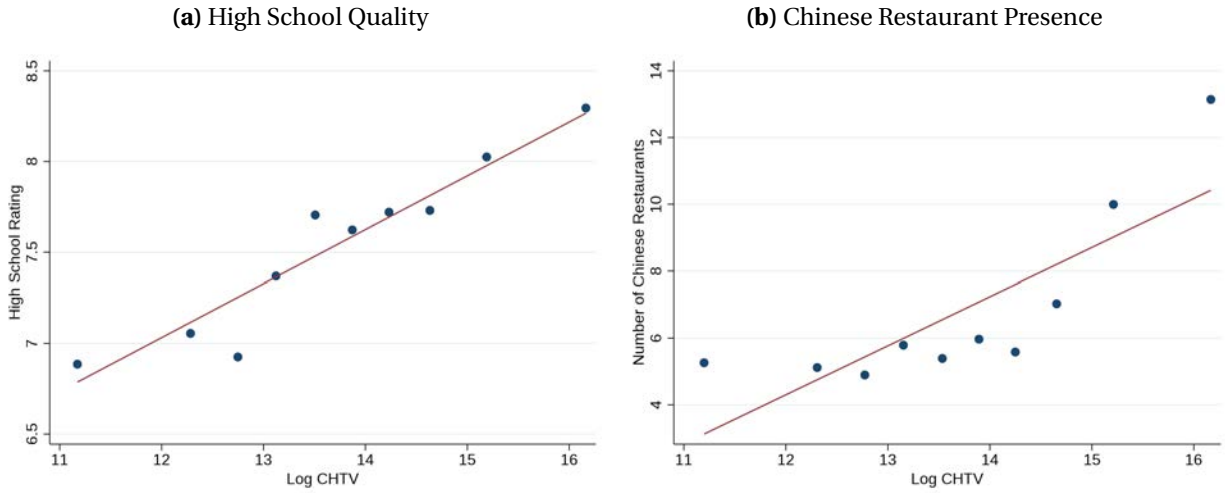 (a) High School Quality
High School Rating
8.5
8
7.5
7
6.5
11 12 13 14 15 16
Log CHTV
(b) Chinese Restaurant Presence
Number of Chinese Restaurants
14
12
10
8
6
4
11 12 13 14 15 16
Log CHTV